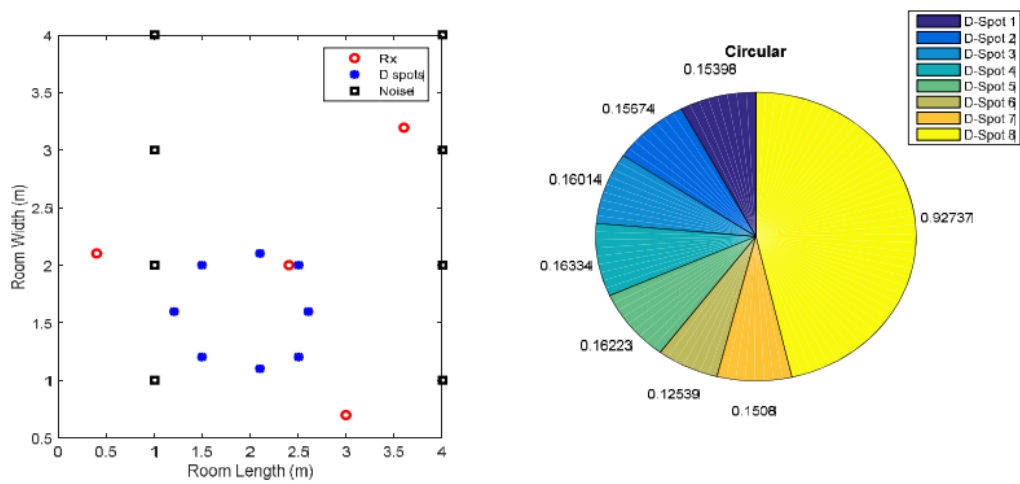 4
3.5
3
2.5
2
1.5
1
0.5
0
0.5
1
1.5
2
2.5
3
3.5
4
Room Width (m)
Room Length (m)
Rx
D spots
Noise
Circular
0.15398
0.15674
0.16014
0.16334
0.16223
0.12539
0.1508
0.92737
D-Spot 1
D-Spot 2
D-Spot 3
D-Spot 4
D-Spot 5
D-Spot 6
D-Spot 7
D-Spot 8